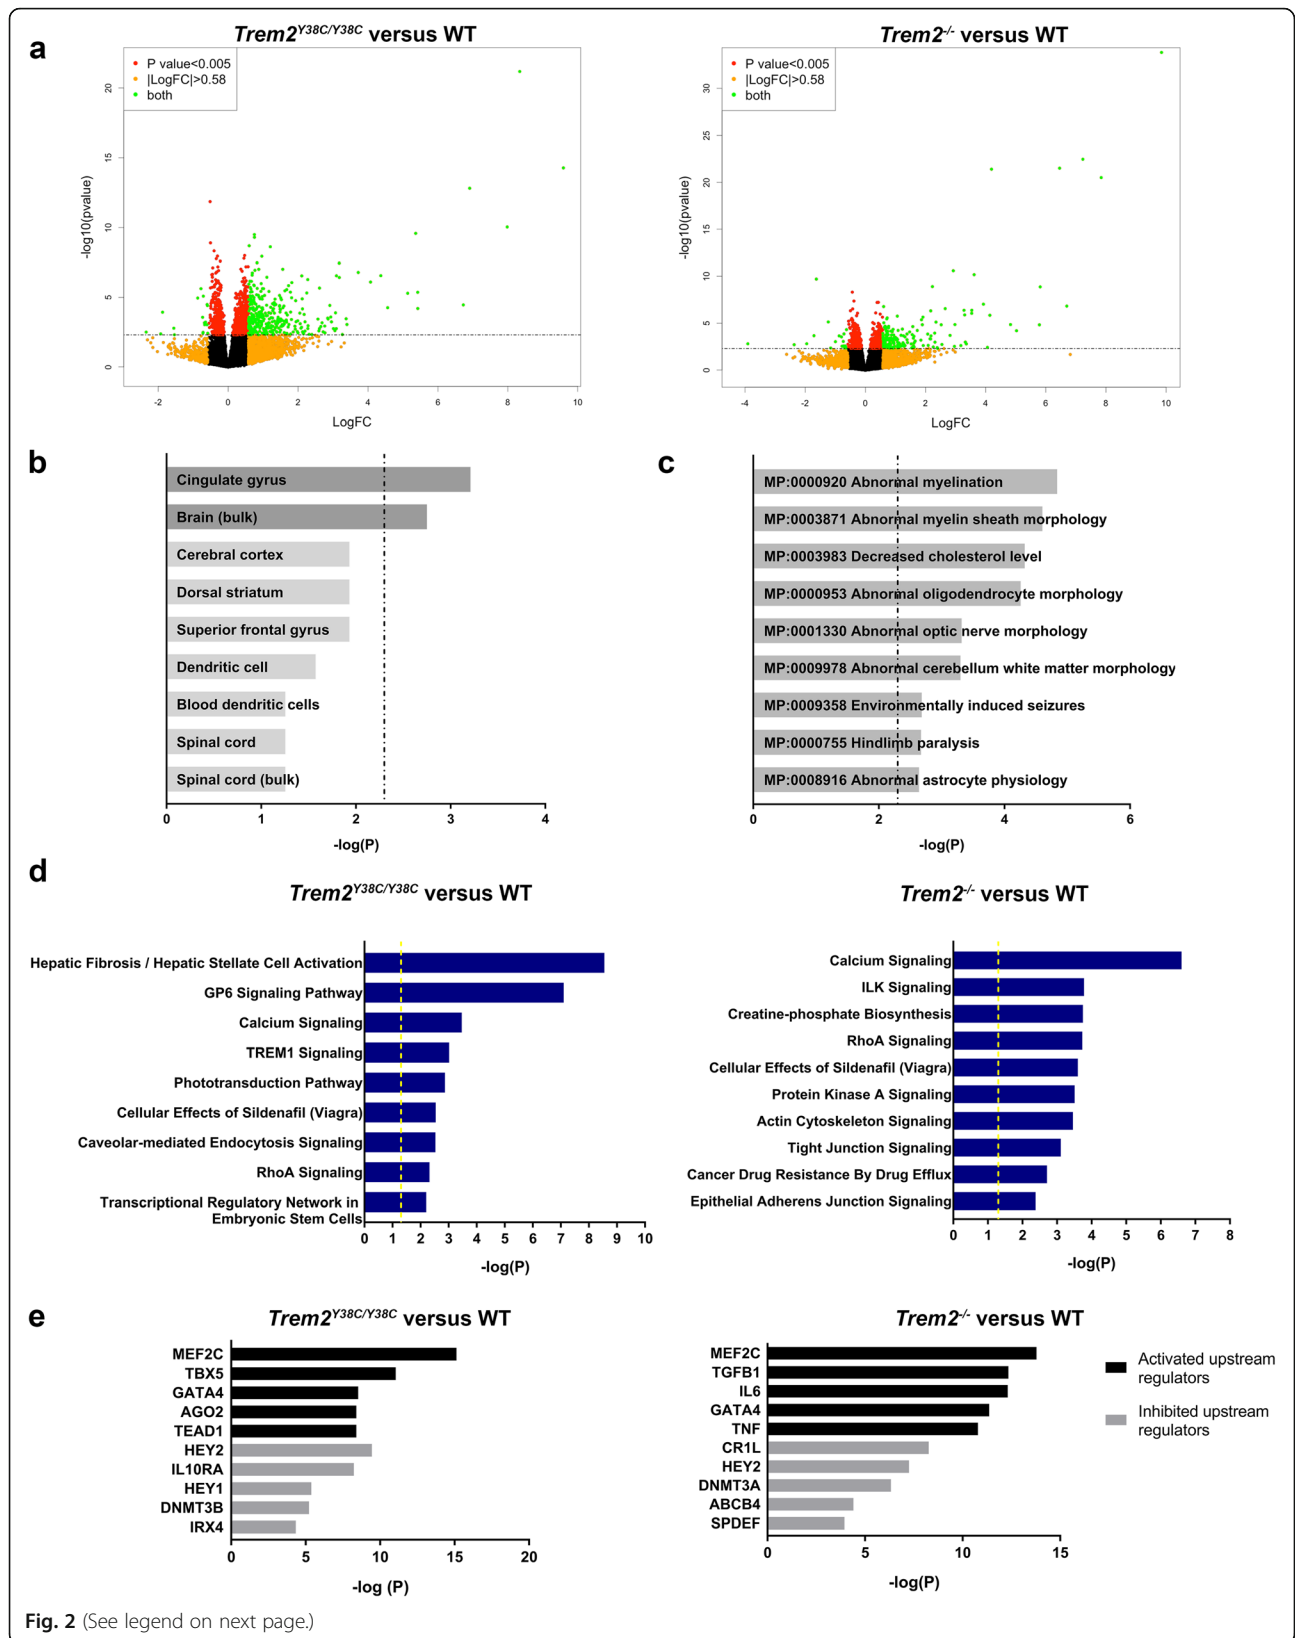 a
Trem2Y38C/Y38C versus WT
P value<0.005
|LogFC|>0.58
both
-log10(pvalue)
20
15
10
5
0
-2 0 2 4 6 8 10
LogFC
Trem2-/- versus WT
P value<0.005
|LogFC|>0.58
both
-log10(pvalue)
30
25
20
15
10
5
0
-4 -2 0 2 4 6 8 10
LogFC
b
Cingulate gyrus
Brain (bulk)
Cerebral cortex
Dorsal striatum
Superior frontal gyrus
Dendritic cell
Blood dendritic cells
Spinal cord
Spinal cord (bulk)
0 1 2 3 4
-log(P)
c
MP:0000920 Abnormal myelination
MP:0003871 Abnormal myelin sheath morphology
MP:0003983 Decreased cholesterol level
MP:0000953 Abnormal oligodendrocyte morphology
MP:0001330 Abnormal optic nerve morphology
MP:0009978 Abnormal cerebellum white matter morphology
MP:0009358 Environmentally induced seizures
MP:0000755 Hindlimb paralysis
MP:0008916 Abnormal astrocyte physiology
0 2 4 6
-log(P)
d
Trem2Y38C/Y38C versus WT
Hepatic Fibrosis / Hepatic Stellate Cell Activation
GP6 Signaling Pathway
Calcium Signaling
TREM1 Signaling
Phototransduction Pathway
Cellular Effects of Sildenafil (Viagra)
Caveolar-mediated Endocytosis Signaling
RhoA Signaling
Transcriptional Regulatory Network in
Embryonic Stem Cells
0 1 2 3 4 5 6 7 8 9 10
-log(P)
Trem2-/- versus WT
Calcium Signaling
ILK Signaling
Creatine-phosphate Biosynthesis
RhoA Signaling
Cellular Effects of Sildenafil (Viagra)
Protein Kinase A Signaling
Actin Cytoskeleton Signaling
Tight Junction Signaling
Cancer Drug Resistance By Drug Efflux
Epithelial Adherens Junction Signaling
0 1 2 3 4 5 6 7 8
-log(P)
e
Trem2Y38C/Y38C versus WT
MEF2C
TBX5
GATA4
AGO2
TEAD1
HEY2
IL10RA
HEY1
DNMT3B
IRX4
0 5 10 15 20
-log (P)
Trem2-/- versus WT
MEF2C
TGFB1
IL6
GATA4
TNF
CR1L
HEY2
DNMT3A
ABCB4
SPDEF
0 5 10 15
-log(P)
Activated upstream
regulators
Inhibited upstream
regulators
Fig. 2 (See legend on next page.)